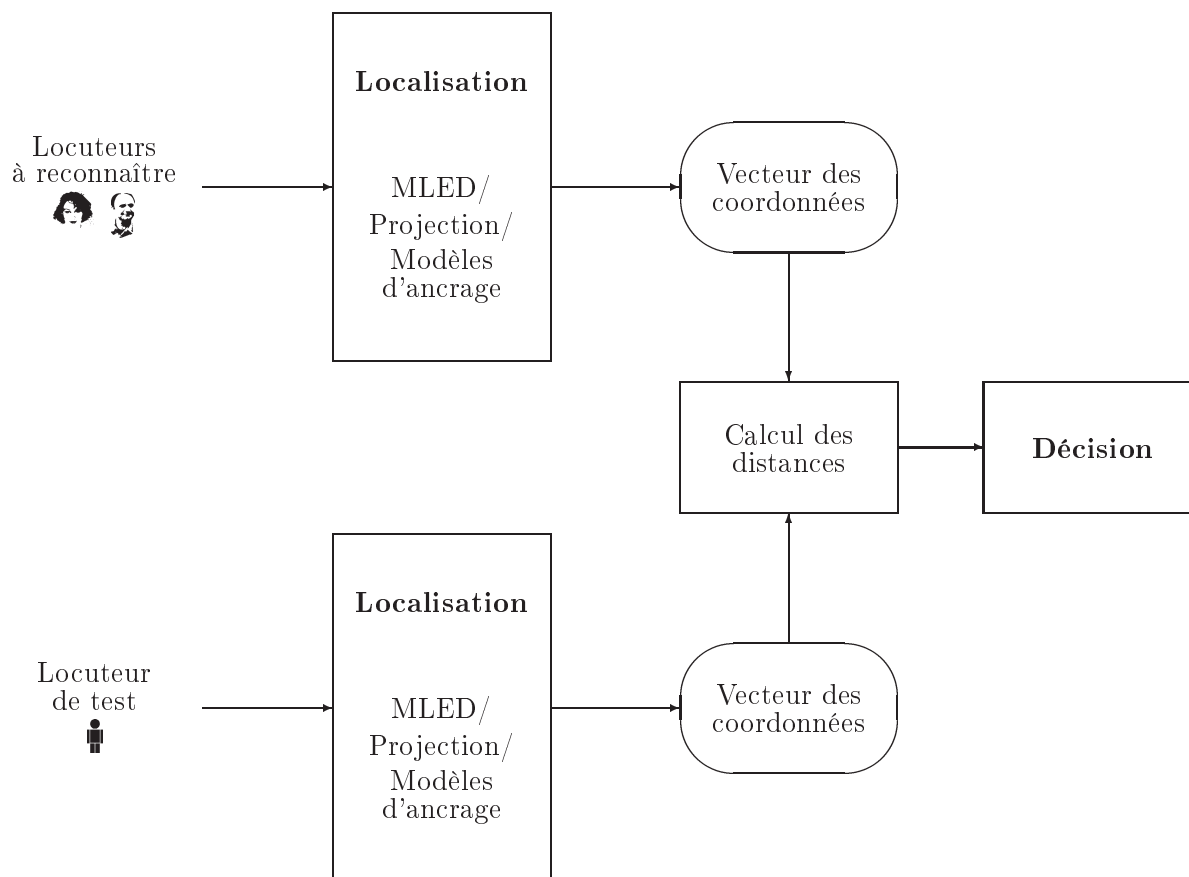 Localisation
Locuteurs
à reconnaître
MLED/
Projection/
Modèles
d'ancrage
Vecteur des
coordonnées
Calcul des
distances
Décision
Localisation
Locuteur
de test
MLED/
Projection/
Modèles
d'ancrage
Vecteur des
coordonnées